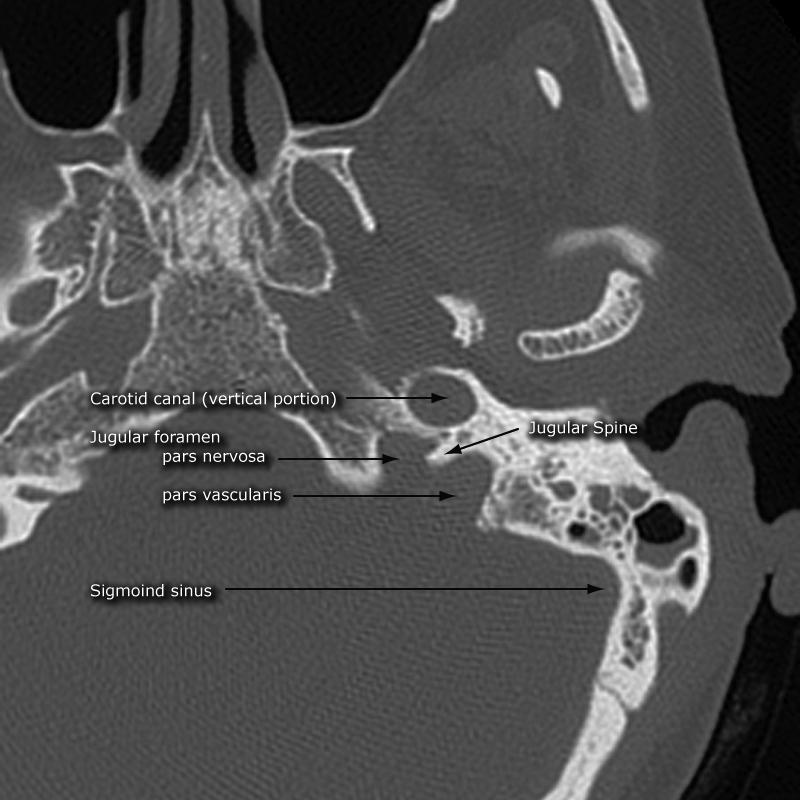 Carotid canal (vertical portion)
Jugular foramen
Jugular Spine
pars nervosa
pars vascularis
Sigmoind sinus